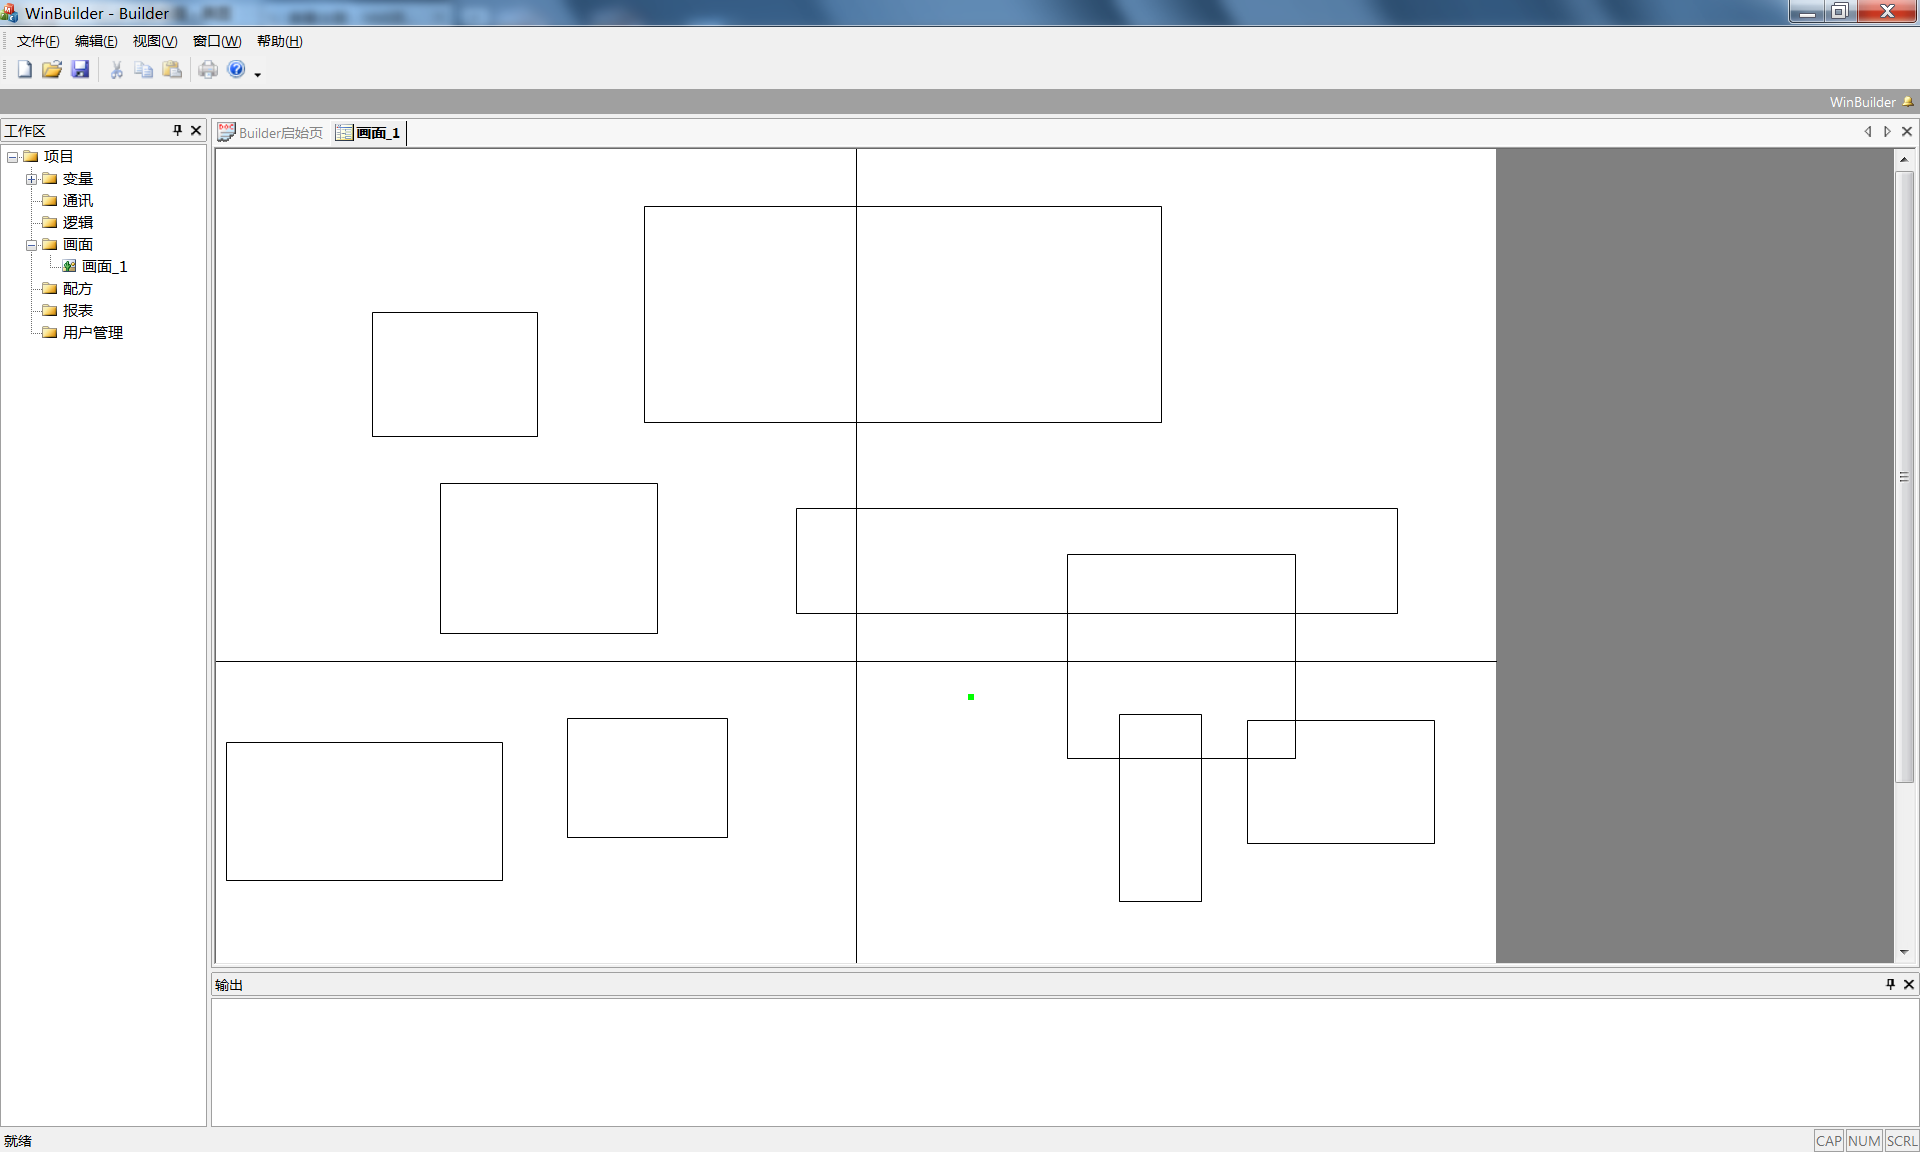 WinBuilder - Builder
文件(F) 编辑(E) 视图(V) 窗口(W) 帮助(H)
WinBuilder
工作区
Builder启始页 画面_1
项目
变量
通讯
逻辑
画面
画面_1
配方
报表
用户管理
输出
就绪
CAP NUM SCRL